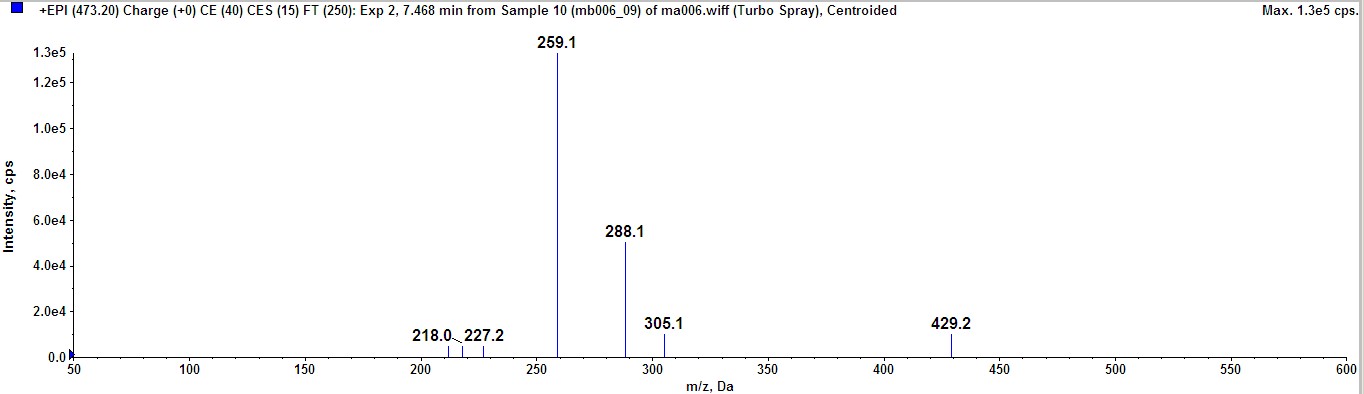 +EPI (473.20) Charge (+0) CE (40) CES (15) FT (250): Exp 2, 7.468 min from Sample 10 (mb006_09) of ma006.wiff (Turbo Spray), Centroided Max. 1.3e5 cps.
259.1
1.3e5
1.2e5
1.0e5
8.0e4
288.1
6.0e4
4.0e4
305.1
429.2
2.0e4
218.0
227.2
0.0
50 100 150 200 250 300 350 400 450 500 550 600
m/z, Da
Intensity, cps